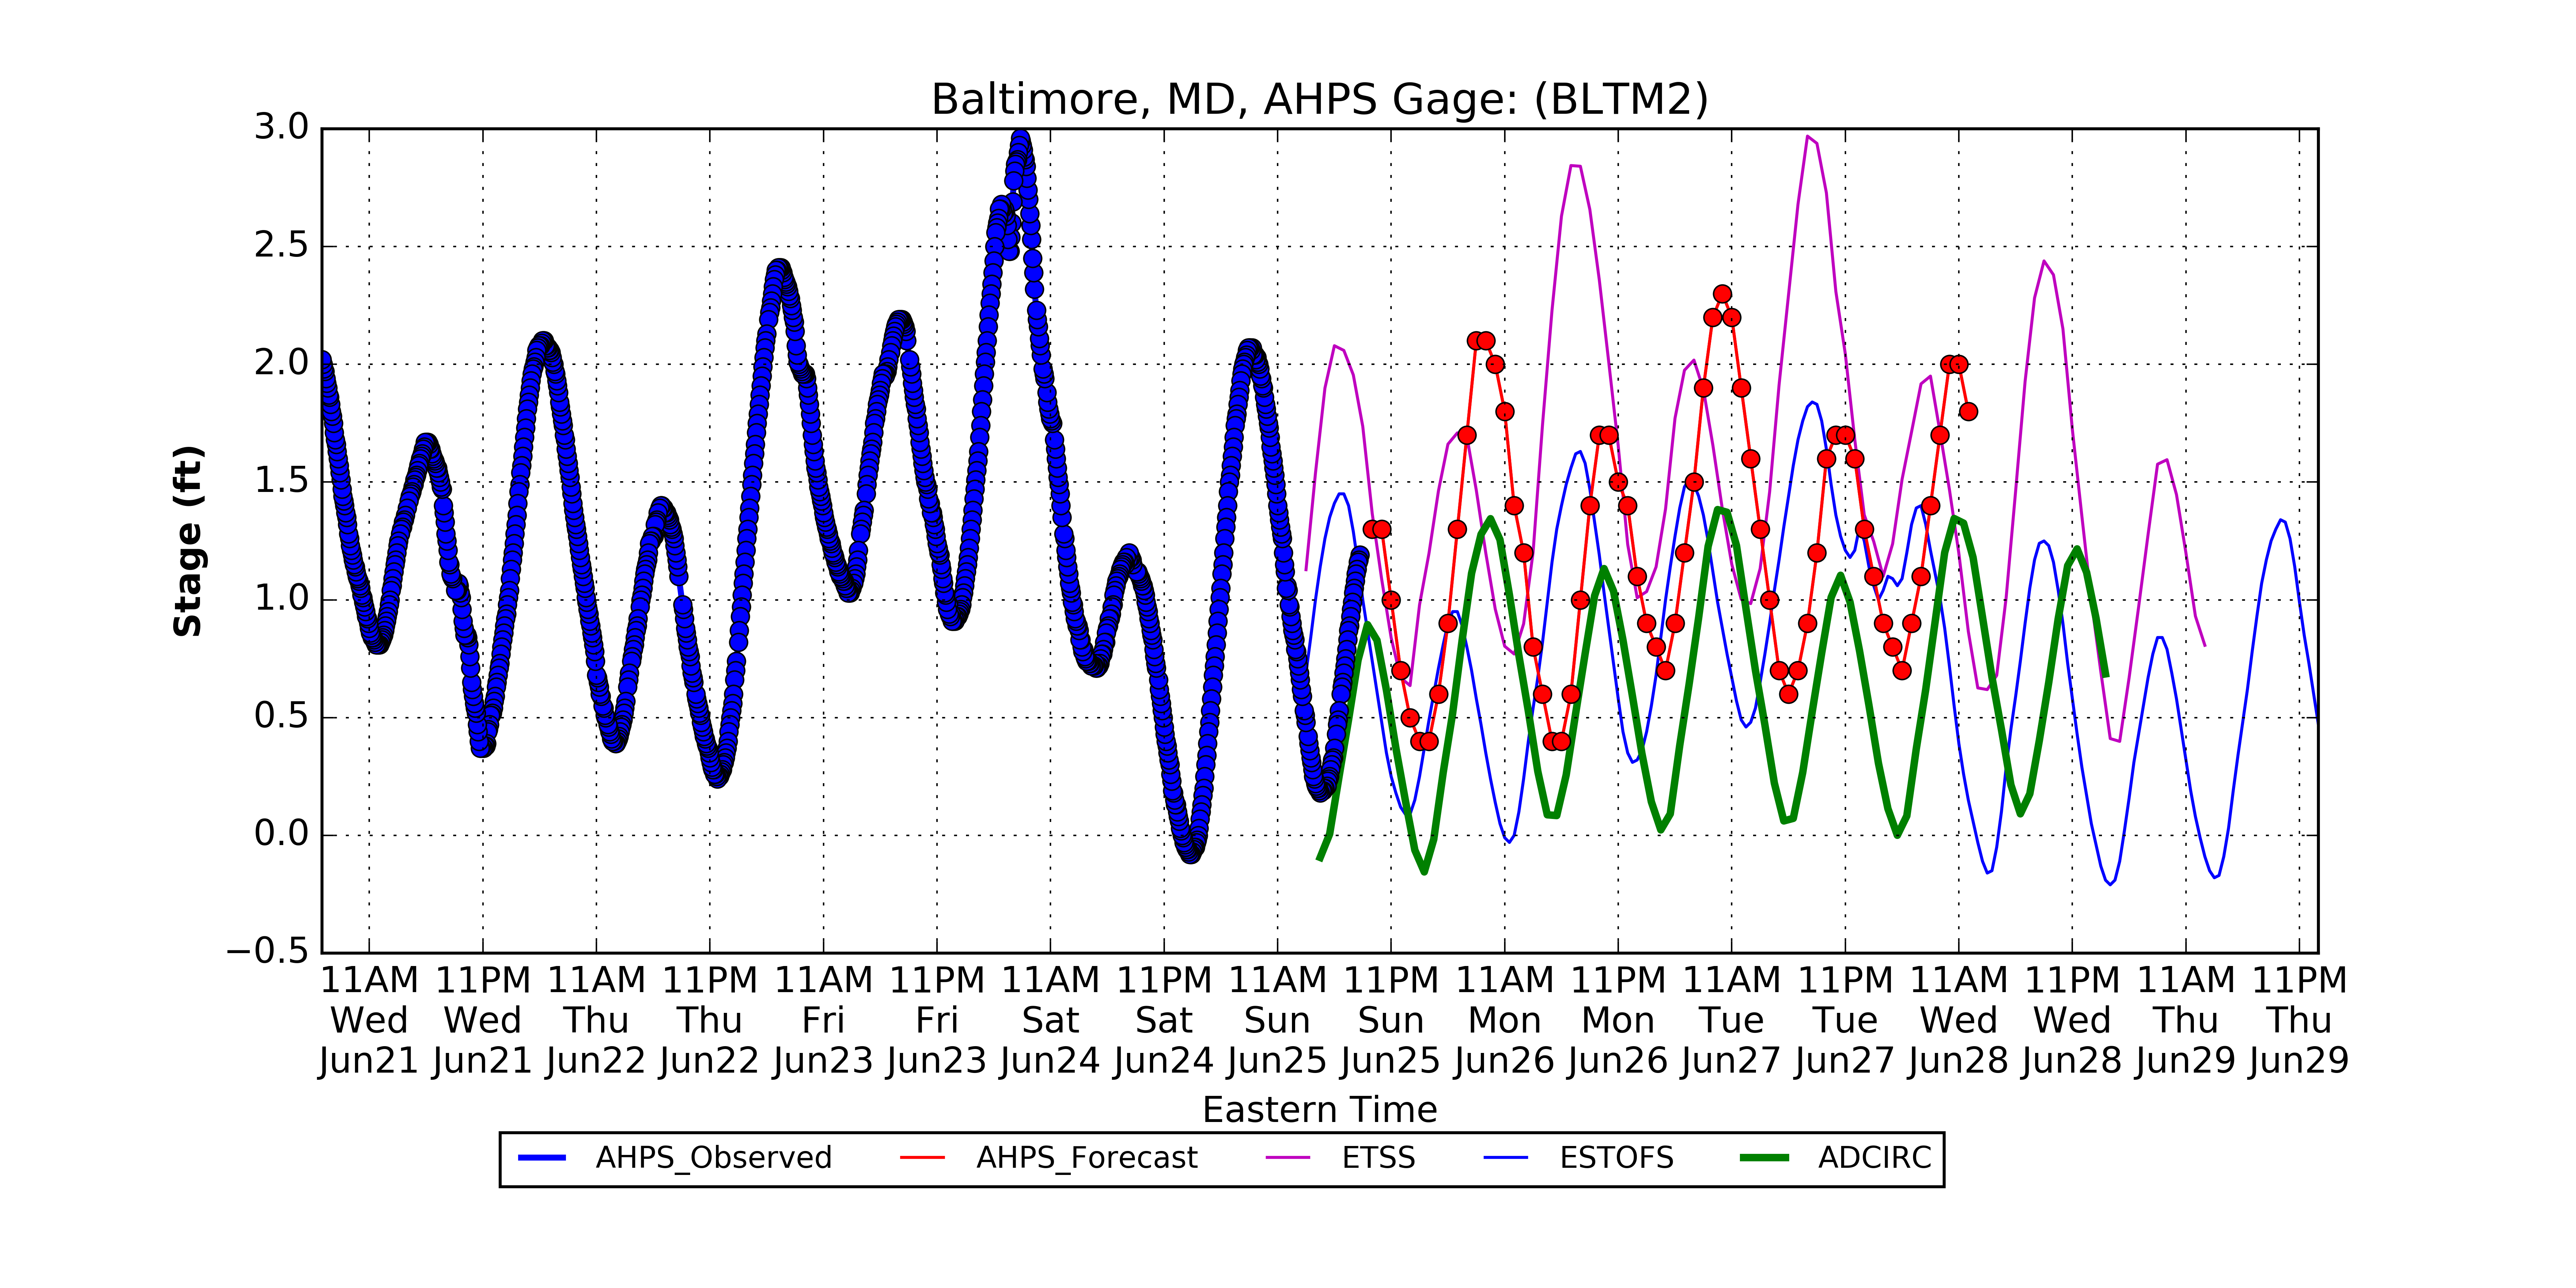 Baltimore, MD, AHPS Gage: (BLTM2)
3.0
2.5
2.0
1.5
1.0
0.5
0.0
−0.5
Stage (ft)
11AM 11PM 11AM 11PM 11AM 11PM 11AM 11PM 11AM 11PM 11AM 11PM 11AM 11PM 11AM 11PM 11AM 11PM
Wed Wed Thu Thu Fri Fri Sat Sat Sun Sun Mon Mon Tue Tue Wed Wed Thu Thu
Jun21 Jun21 Jun22 Jun22 Jun23 Jun23 Jun24 Jun24 Jun25 Jun25 Jun26 Jun26 Jun27 Jun27 Jun28 Jun28 Jun29 Jun29
Eastern Time
AHPS_Observed AHPS_Forecast ETSS ESTOFS ADCIRC